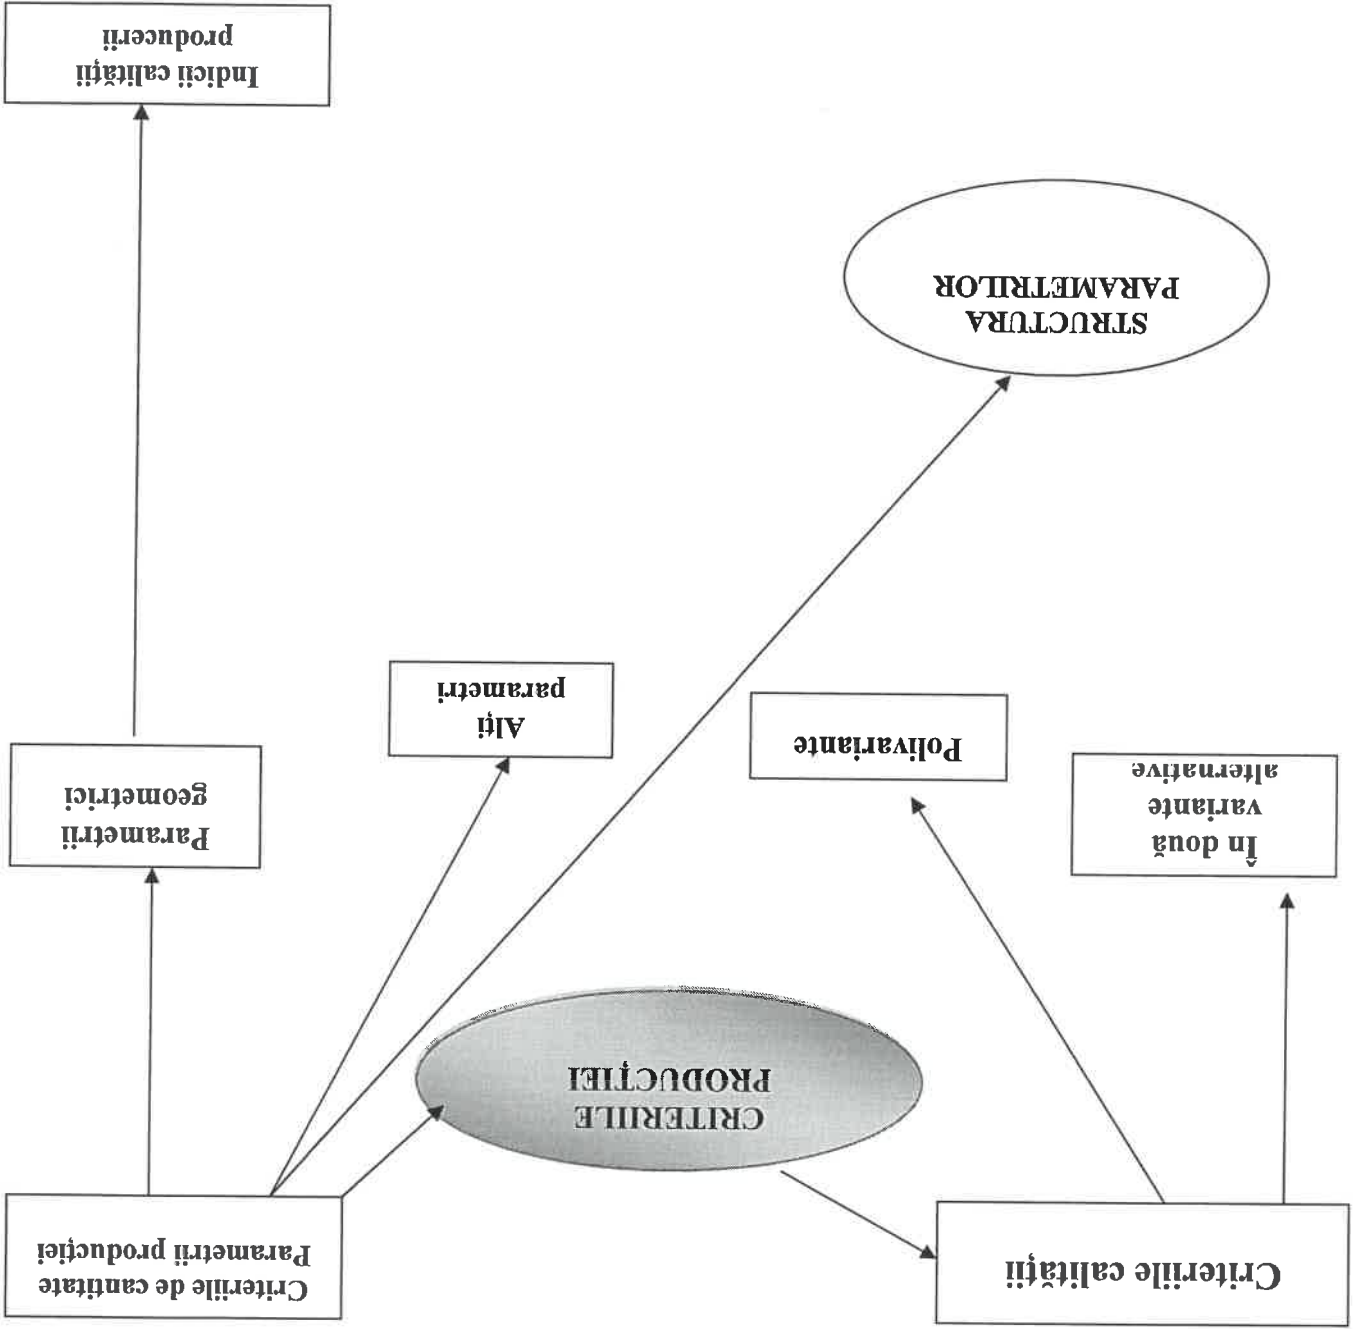 Criteriile calității
Criteriile de cantitate
Parametrii producției
CRITERIILE
PRODUCȚIEI
În două
variante
alternative
Polivariante
Alți
parametri
Parametrii
geometrici
STRUCTURA
PARAMETRILOR
Indicii calității
producerii